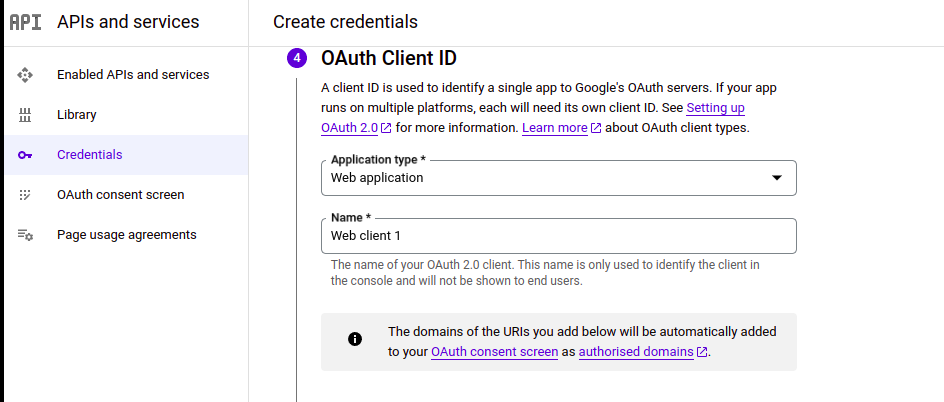 API APIs and services
Create credentials
Enabled APIs and services
Library
Credentials
OAuth consent screen
Page usage agreements
4 OAuth Client ID
A client ID is used to identify a single app to Google's OAuth servers. If your app
runs on multiple platforms, each will need its own client ID. See Setting up
OAuth 2.0 for more information. Learn more about OAuth client types.
Application type *
Web application
Name *
Web client 1
The name of your OAuth 2.0 client. This name is only used to identify the client in
the console and will not be shown to end users.
The domains of the URIs you add below will be automatically added
to your OAuth consent screen as authorised domains.